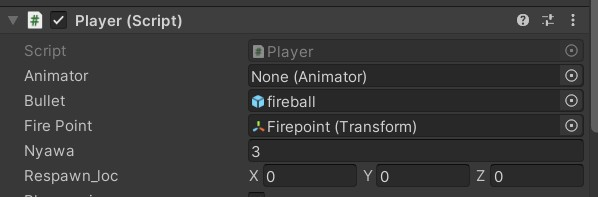 Player (Script)
Script Player
Animator None (Animator)
Bullet fireball
Fire Point Firepoint (Transform)
Nyawa 3
Respawn_loc X 0 Y 0 Z 0